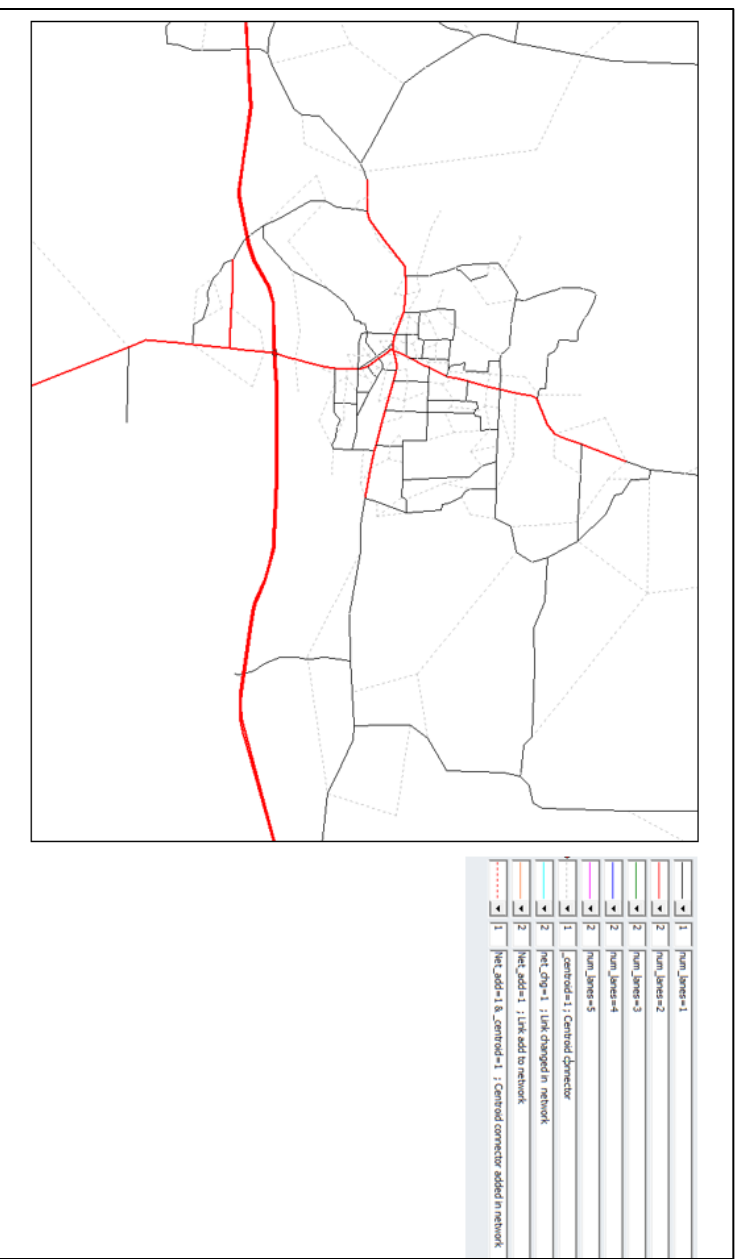 1 num_lanes=1
2 num_lanes=2
2 num_lanes=3
2 num_lanes=4
2 num_lanes=5
1 _centroid=1 ; Centroid connector
2 net_chg=1 ; Link changed in network
2 Net_add=1 ; Link add to network
1 Net_add=1 & _centroid=1 ; Centroid connector added in network